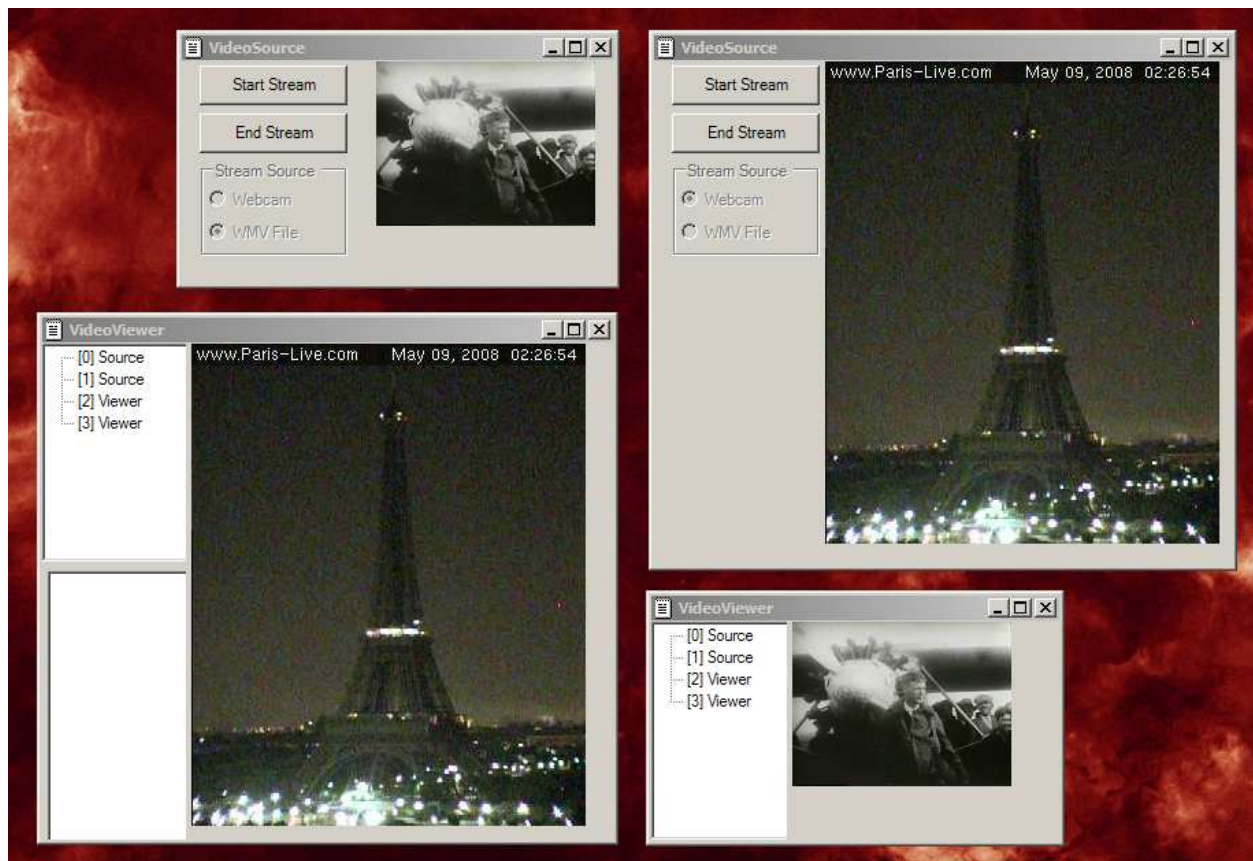 VideoSource
Start Stream
End Stream
Stream Source
Webcam
WMV File
VideoSource
Start Stream
End Stream
Stream Source
Webcam
WMV File
www.Paris-Live.com May 09, 2008 02:26:54
VideoViewer
[0] Source
[1] Source
[2] Viewer
[3] Viewer
www.Paris-Live.com May 09, 2008 02:26:54
VideoViewer
[0] Source
[1] Source
[2] Viewer
[3] Viewer